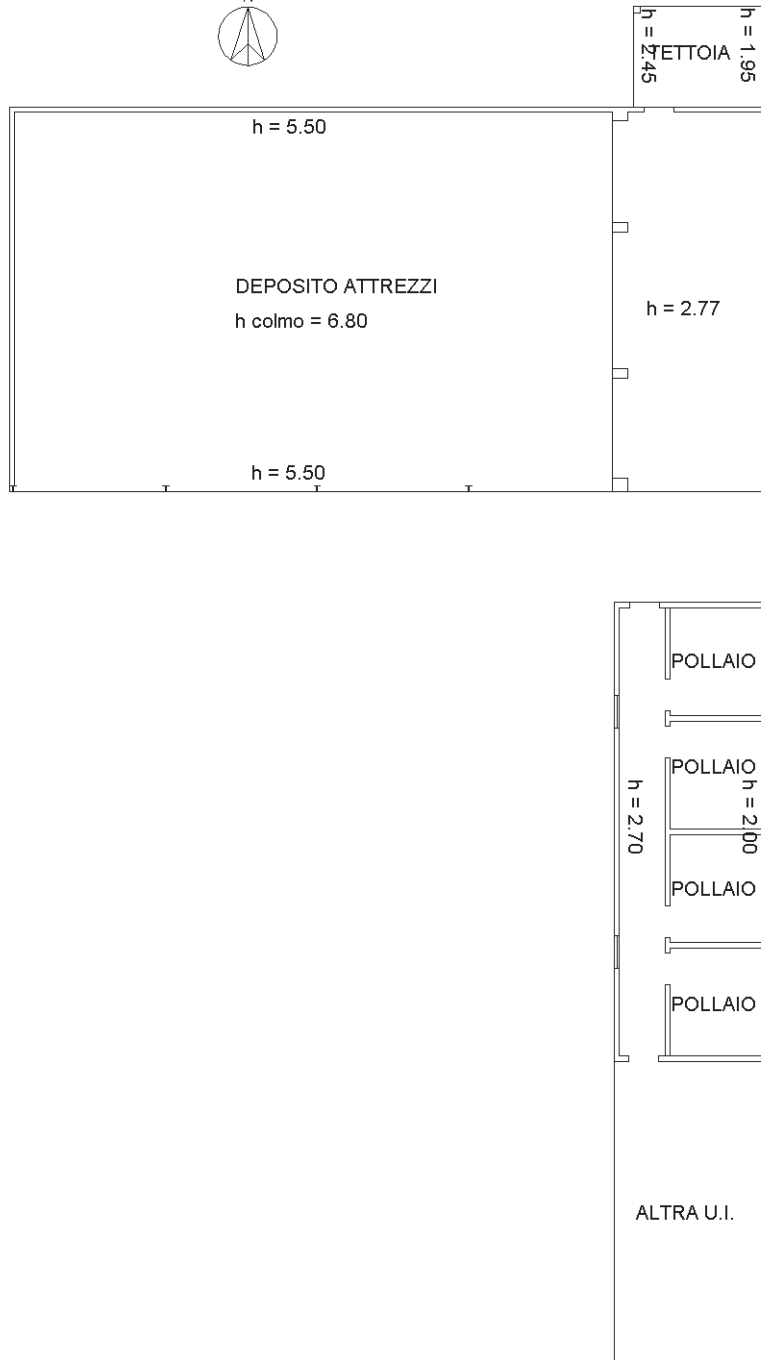 h = 2.45
TETTOIA
h = 1.95
h = 5.50
DEPOSITO ATTREZZI
h colmo = 6.80
h = 2.77
h = 5.50
POLLAIO
POLLAIO
h = 2.70
h = 2.00
POLLAIO
POLLAIO
ALTRA U.I.